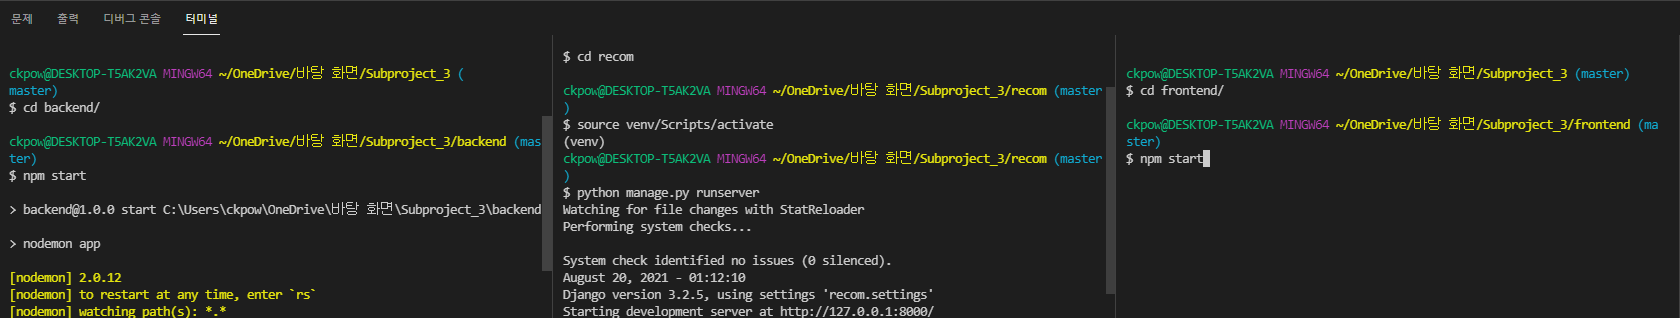 문제 출력 디버그 콘솔 터미널
ckpow@DESKTOP-T5AK2VA MINGW64 ~/OneDrive/바탕 화면/Subproject_3 (
master)
$ cd backend/
ckpow@DESKTOP-T5AK2VA MINGW64 ~/OneDrive/바탕 화면/Subproject_3/backend (mas
ter)
$ npm start
> backend@1.0.0 start C:\Users\ckpow\OneDrive\바탕 화면\Subproject_3\backend
> nodemon app
[nodemon] 2.0.12
[nodemon] to restart at any time, enter `rs`
[nodemon] watching path(s): *.*
$ cd recom
ckpow@DESKTOP-T5AK2VA MINGW64 ~/OneDrive/바탕 화면/Subproject_3/recom (master
)
$ source venv/Scripts/activate
(venv)
ckpow@DESKTOP-T5AK2VA MINGW64 ~/OneDrive/바탕 화면/Subproject_3/recom (master
)
$ python manage.py runserver
Watching for file changes with StatReloader
Performing system checks...
System check identified no issues (0 silenced).
August 20, 2021 - 01:12:10
Django version 3.2.5, using settings 'recom.settings'
Starting development server at http://127.0.0.1:8000/
ckpow@DESKTOP-T5AK2VA MINGW64 ~/OneDrive/바탕 화면/Subproject_3 (master)
$ cd frontend/
ckpow@DESKTOP-T5AK2VA MINGW64 ~/OneDrive/바탕 화면/Subproject_3/frontend (ma
ster)
$ npm start